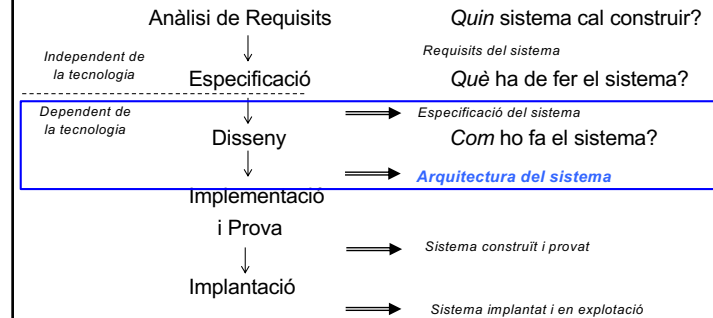 Anàlisi de Requisits
Quin sistema cal construir?
Independent de
la tecnologia
Requisits del sistema
Especificació
Què ha de fer el sistema?
Dependent de
la tecnologia
Especificació del sistema
Disseny
Com ho fa el sistema?
Arquitectura del sistema
Implementació
i Prova
Sistema construït i provat
Implantació
Sistema implantat i en explotació